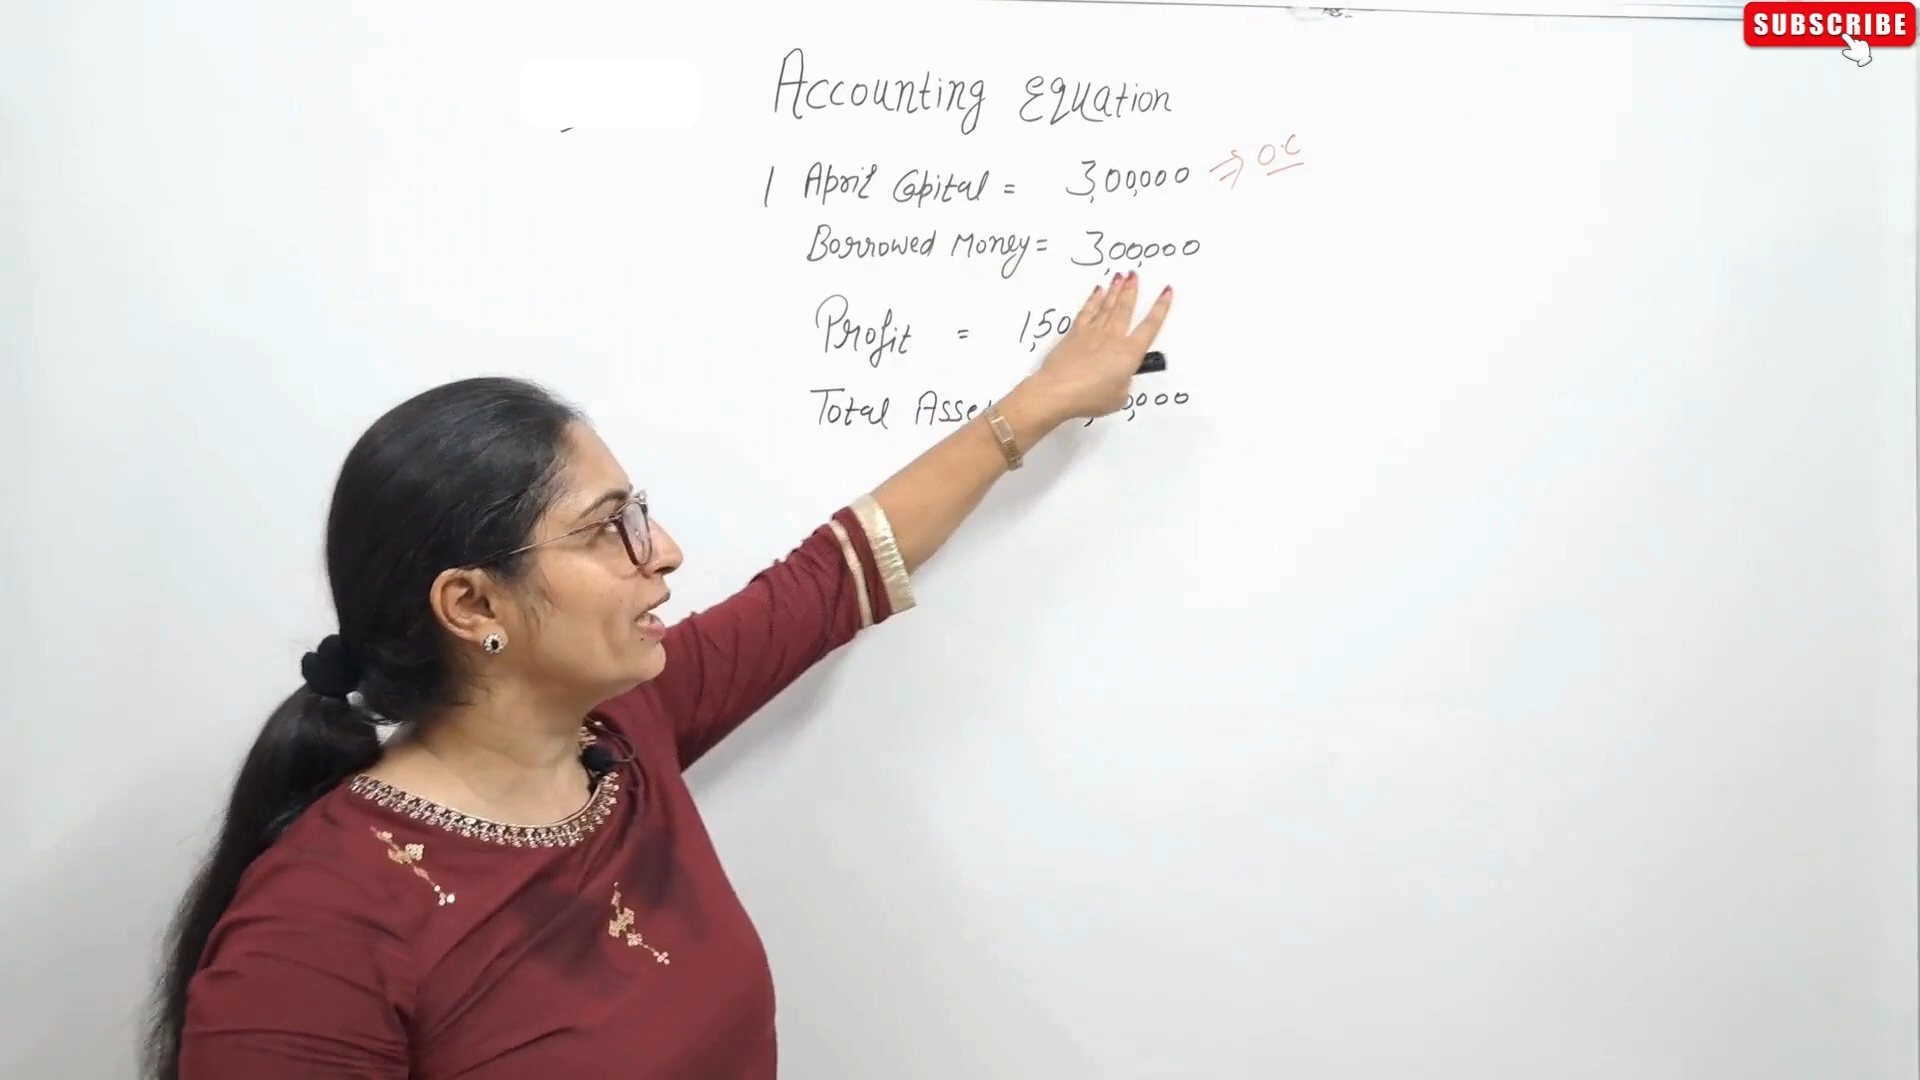 SUBSCRIBE
Accounting Equation
1 April Capital = 3,00,000 ⇒ O.C
Borrowed Money = 3,00,000
Profit = 1,50
Total Asse ,000